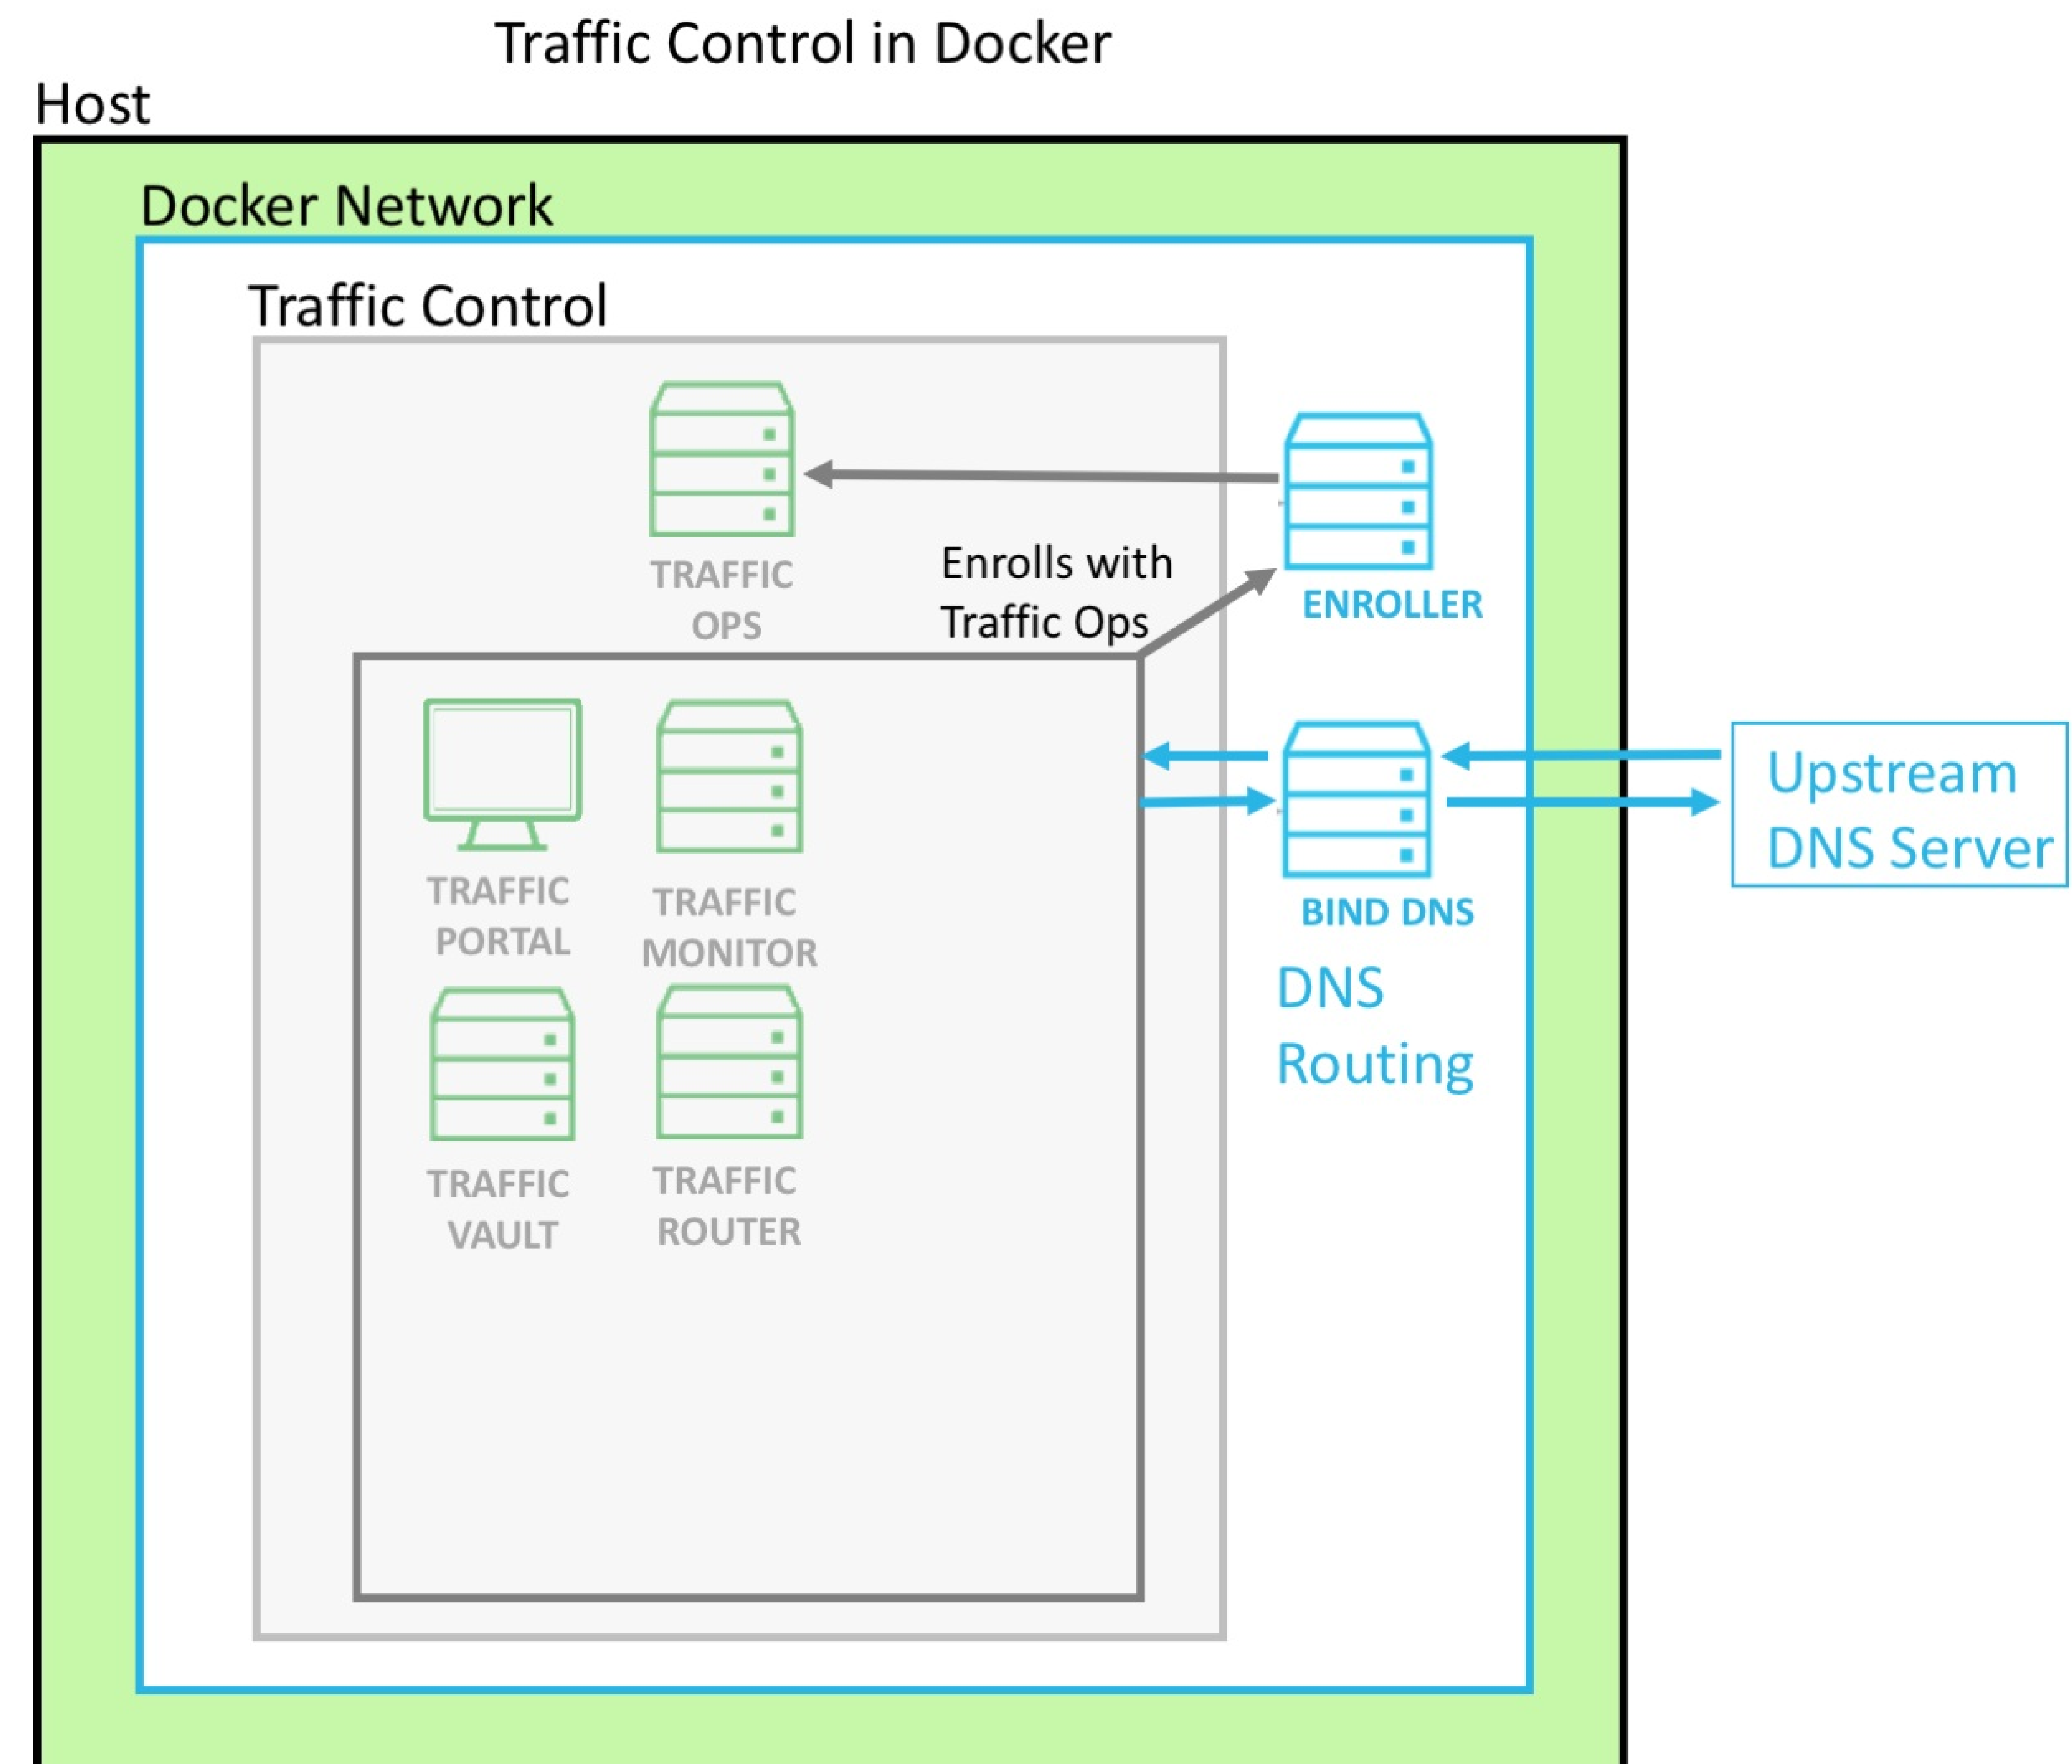 Traffic Control in Docker
Host
Docker Network
Traffic Control
TRAFFIC
OPS
Enrolls with
Traffic Ops
ENROLLER
TRAFFIC
PORTAL
TRAFFIC
MONITOR
TRAFFIC
VAULT
TRAFFIC
ROUTER
BIND DNS
DNS
Routing
Upstream
DNS Server